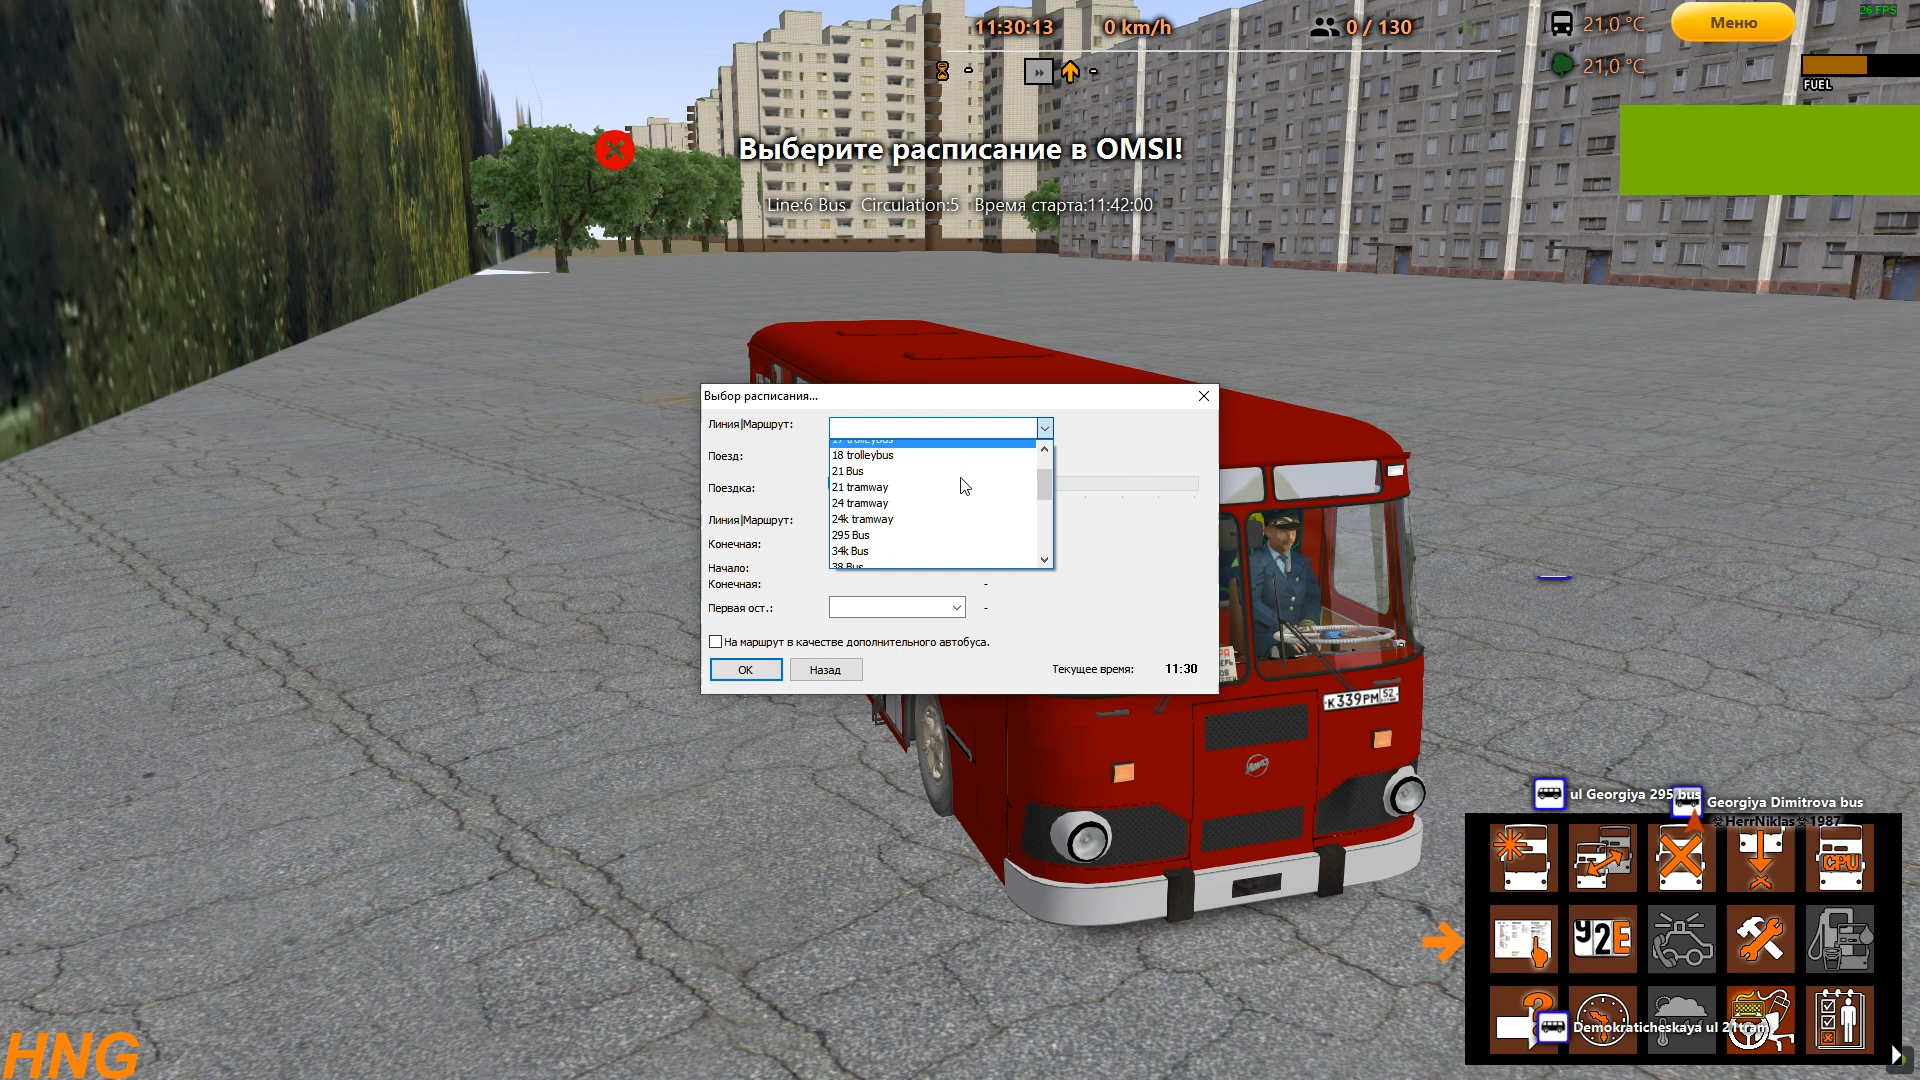 26 FPS
11:30:13
0 km/h
0 / 130
21,0 °C
Меню
-
-
21,0 °C
FUEL
Выберите расписание в OMSI!
Line:6 Bus Circulation:5 Время старта:11:42:00
Выбор расписания...
Линия|Маршрут:
17 trolleybus
18 trolleybus
21 Bus
21 tramway
24 tramway
24k tramway
295 Bus
34k Bus
38 Bus
Поезд:
Поездка:
Линия|Маршрут:
Конечная:
Начало:
Конечная:
-
Первая ост.:
-
На маршрут в качестве дополнительного автобуса.
OK
Назад
Текущее время:
11:30
К339РМ 52
ul Georgiya 295 bus
Georgiya Dimitrova bus
HerrNiklas
1987
CPU
92E
Demokraticheskaya ul 21tram
HNG